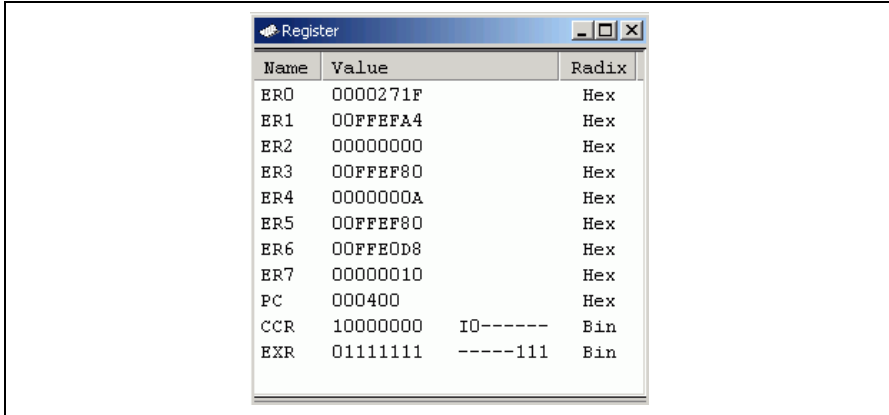 Register
Name Value Radix
ER0 0000271F Hex
ER1 00FFEFA4 Hex
ER2 00000000 Hex
ER3 00FFEF80 Hex
ER4 0000000A Hex
ER5 00FFEF80 Hex
ER6 00FFE0D8 Hex
ER7 00000010 Hex
PC 000400 Hex
CCR 10000000 I0------ Bin
EXR 01111111 -----111 Bin